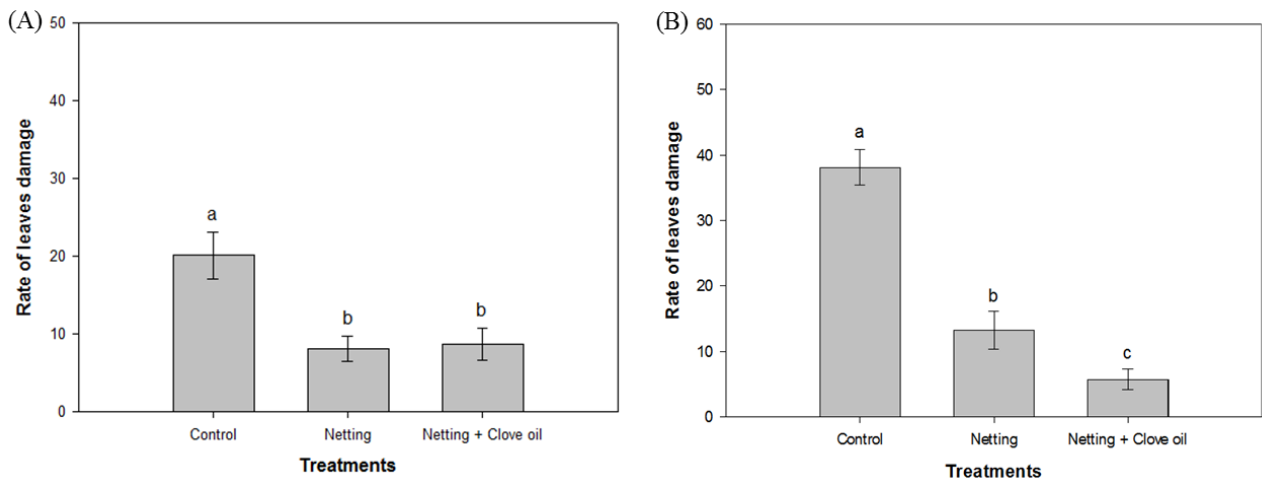 (A)
50
40
30
20
10
0
Rate of leaves damage
a
b
b
Control
Netting
Netting + Clove oil
Treatments
(B)
60
50
40
30
20
10
0
Rate of leaves damage
a
b
c
Control
Netting
Netting + Clove oil
Treatments